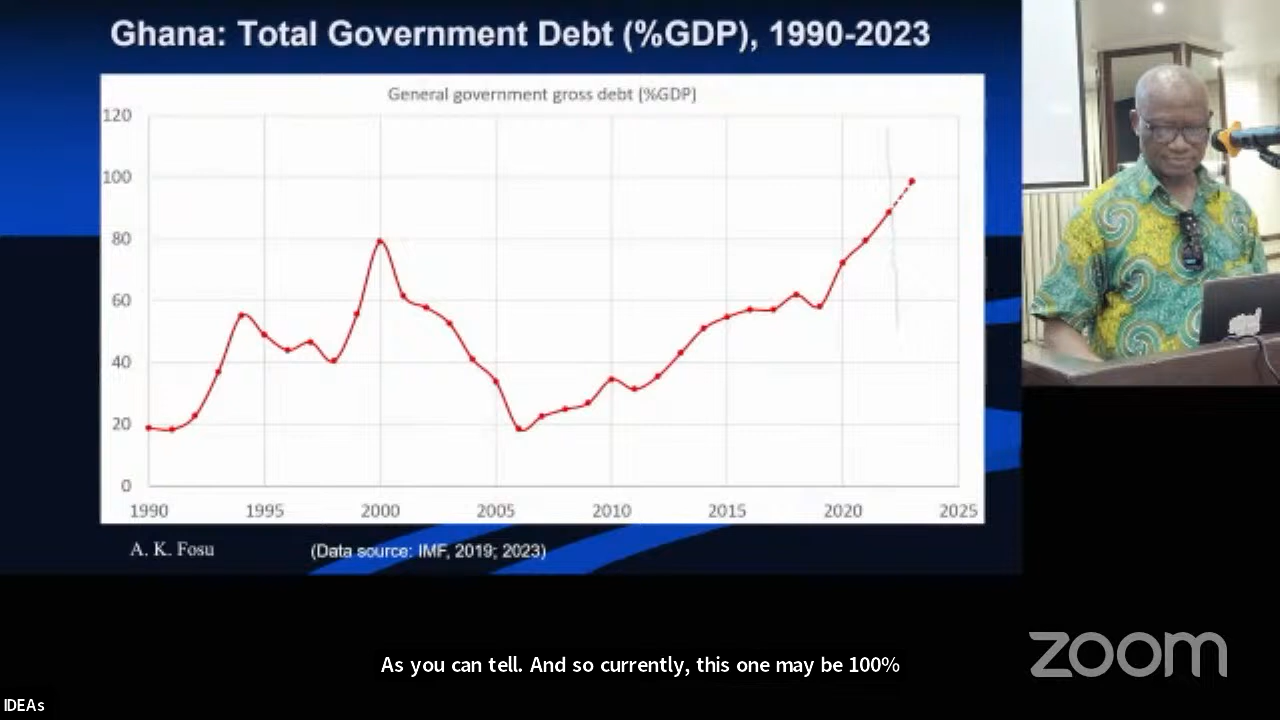 Ghana: Total Government Debt (%GDP), 1990-2023
General government gross debt (%GDP)
120
100
80
60
40
20
0
1990 1995 2000 2005 2010 2015 2020 2025
A. K. Fosu
(Data source: IMF, 2019; 2023)
As you can tell. And so currently, this one may be 100%
zoom
IDEAs